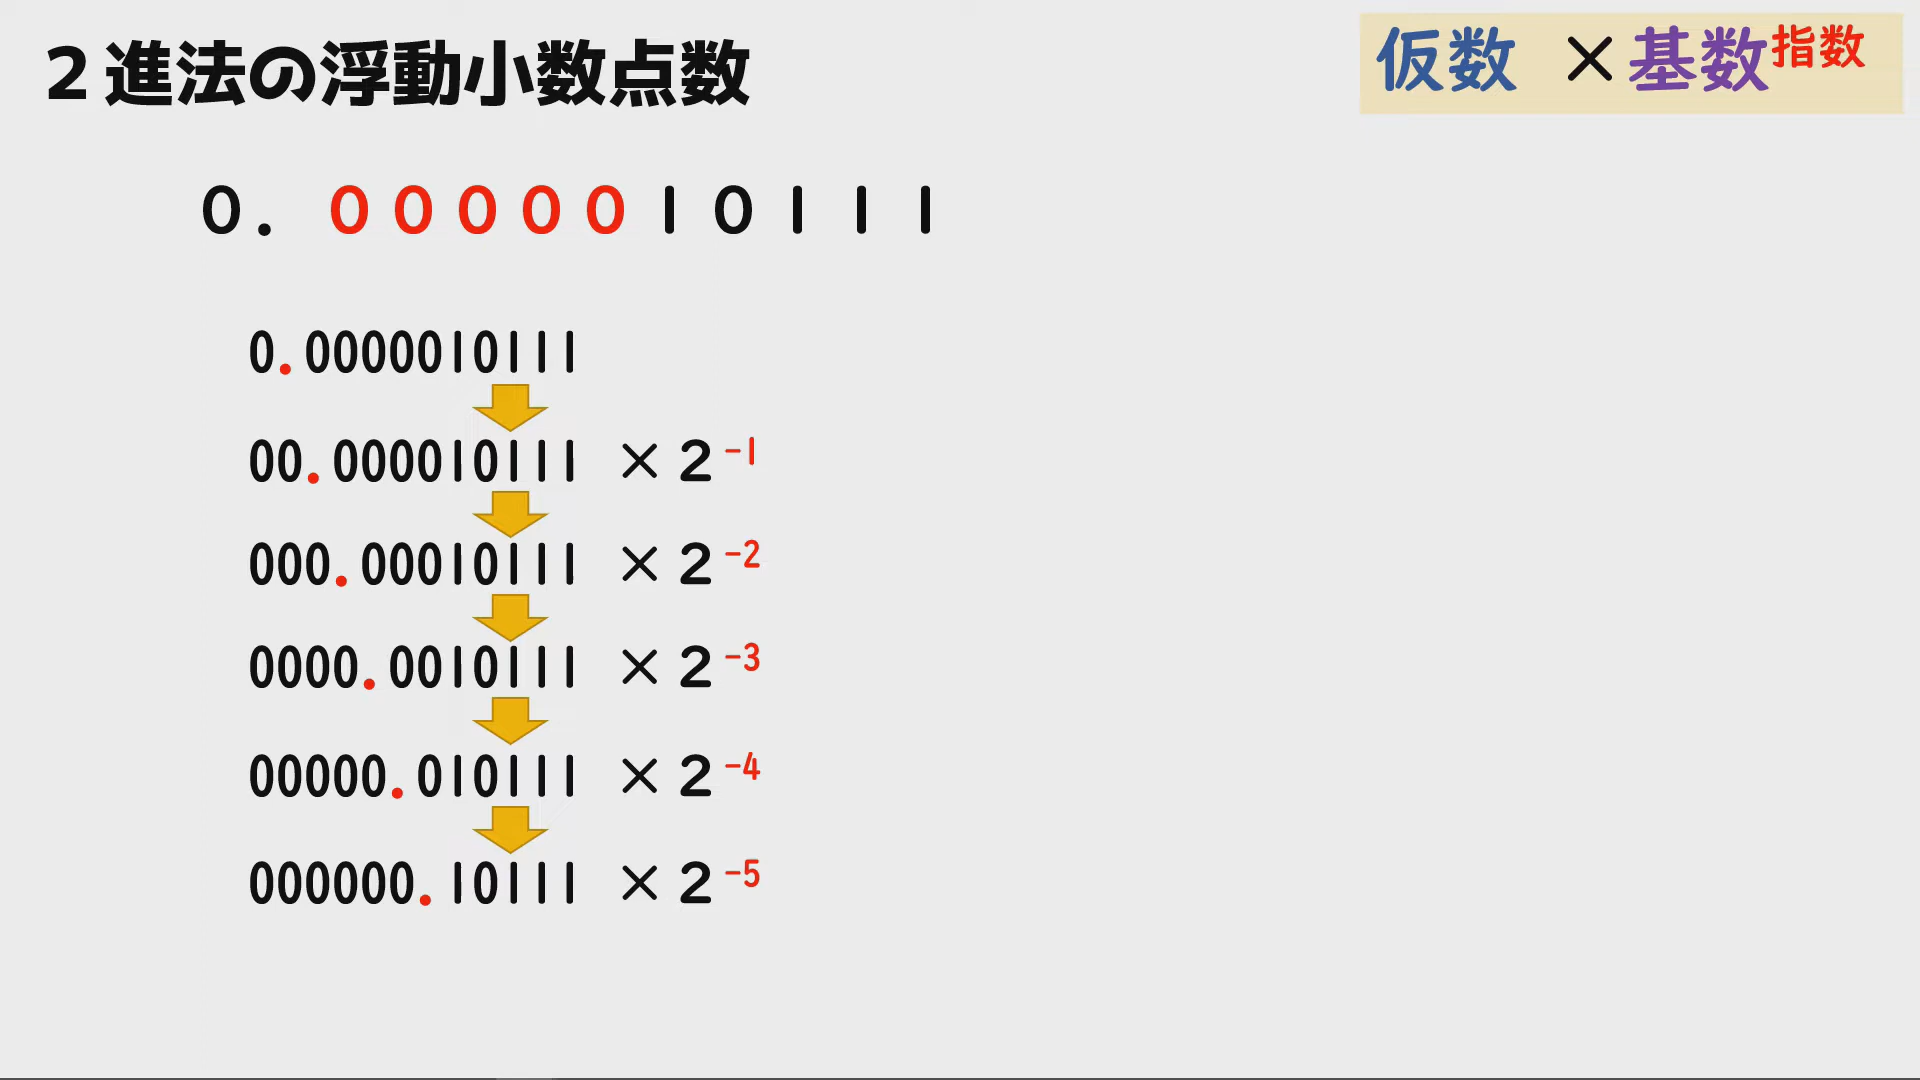 2進法の浮動小数点数
仮数 ×基数指数
0. 0000010111
0.0000010111
00.000010111 ×2 -1
000.00010111 ×2 -2
0000.0010111 ×2 -3
00000.010111 ×2 -4
000000.10111 ×2 -5